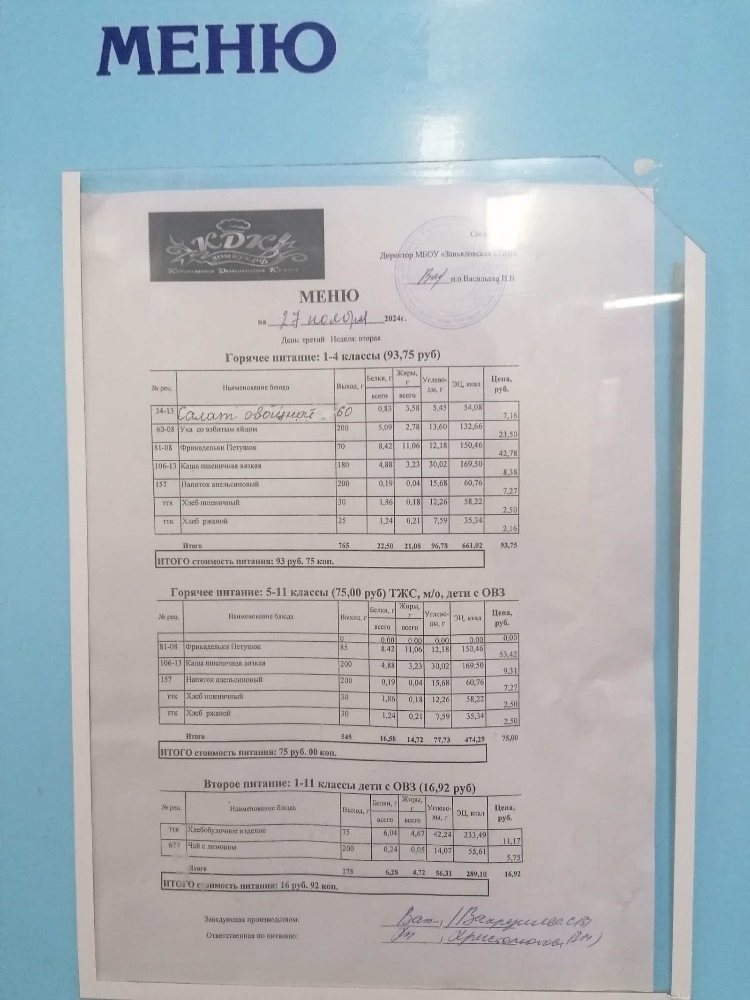 МЕНЮ
КДК
домкух.рф
Компания Домашняя Кухня
Директор МБОУ «Завьяловская СОШ»
и.о.Васильева И.В.
МЕНЮ
на 27 ноября 2024г.
День: третий Неделя: вторая
Горячее питание: 1-4 классы (93,75 руб)
№ рец. Наименование блюда Выход, г Белки, г всего Жиры, г всего Углево-ды, г ЭЦ, ккал Цена, руб.
34-13 Салат овощной 60 0,83 3,58 5,45 54,08 7,16
60-08 Уха со взбитым яйцом 200 5,09 2,78 13,60 132,66 23,50
81-08 Фрикадельки Петушок 70 8,42 11,06 12,18 150,46 42,78
106-13 Каша пшеничная вязкая 180 4,88 3,23 30,02 169,50 8,38
157 Напиток апельсиновый 200 0,19 0,04 15,68 60,76 7,27
ттк Хлеб пшеничный 30 1,86 0,18 12,26 58,22 2,50
ттк Хлеб ржаной 25 1,24 0,21 7,59 35,34 2,16
Итого 765 22,50 21,08 96,78 661,02 93,75
ИТОГО стоимость питания: 93 руб. 75 коп.
Горячее питание: 5-11 классы (75,00 руб) ТЖС, м/о, дети с ОВЗ
№ рец. Наименование блюда Выход, г Белки, г всего Жиры, г всего Углево-ды, г ЭЦ, ккал Цена, руб.
0 0,00 0,00 0,00 0,00 0,00
81-08 Фрикадельки Петушок 85 8,42 11,06 12,18 150,46 53,42
106-13 Каша пшеничная вязкая 200 4,88 3,23 30,02 169,50 9,31
157 Напиток апельсиновый 200 0,19 0,04 15,68 60,76 7,27
ттк Хлеб пшеничный 30 1,86 0,18 12,26 58,22 2,50
ттк Хлеб ржаной 30 1,24 0,21 7,59 35,34 2,50
Итого 545 16,58 14,72 77,73 474,29 75,00
ИТОГО стоимость питания: 75 руб. 00 коп.
Второе питание: 1-11 классы дети с ОВЗ (16,92 руб)
№ рец. Наименование блюда Выход, г Белки, г всего Жиры, г всего Углево-ды, г ЭЦ, ккал Цена, руб.
ттк Хлебобулочное изделие 75 6,04 4,67 42,24 233,49 11,17
Чай с лимоном 200 0,24 0,05 14,07 55,61 5,75
Итого 275 6,28 4,72 56,31 289,10 16,92
ИТОГО стоимость питания: 16 руб. 92 коп.
Заведующая производством:
Ответственная по питанию: